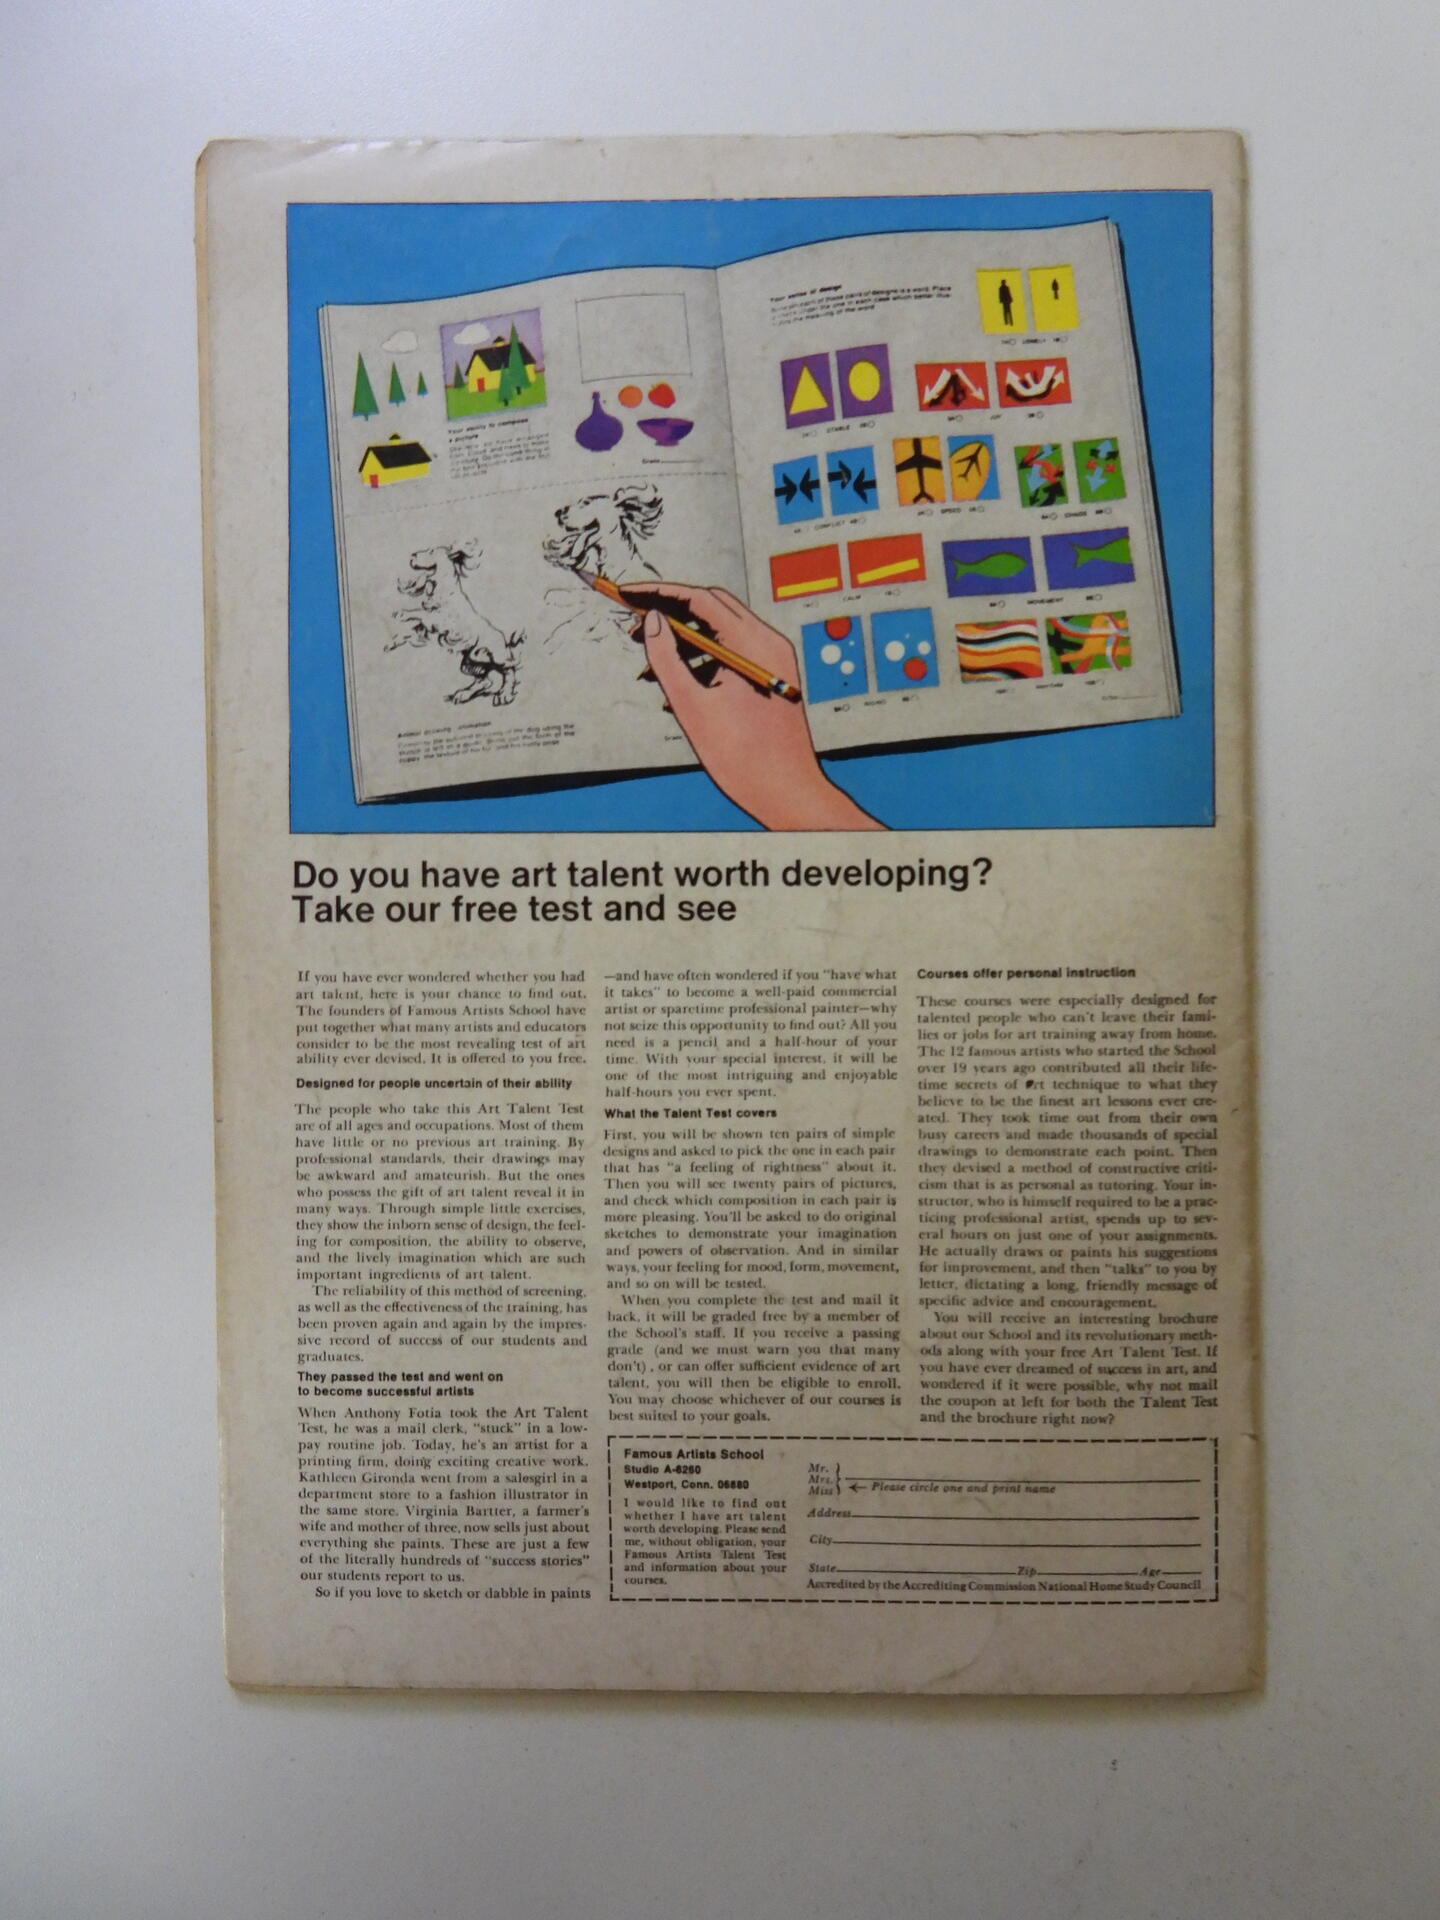 Your sense of design
LONELY
STABLE
JOY
CONFLICT
SPEED
CHAOS
CALM
MOVEMENT
Your ability to compose
a picture
Do you have art talent worth developing?
Take our free test and see
If you have ever wondered whether you had
art talent, here is your chance to find out.
The founders of Famous Artists School have
put together what many artists and educators
consider to be the most revealing test of art
ability ever devised. It is offered to you free.
Designed for people uncertain of their ability
The people who take this Art Talent Test
are of all ages and occupations. Most of them
have little or no previous art training. By
professional standards, their drawings may
be awkward and amateurish. But the ones
who possess the gift of art talent reveal it in
many ways. Through simple little exercises,
they show the inborn sense of design, the feel-
ing for composition, the ability to observe,
and the lively imagination which are such
important ingredients of art talent.
The reliability of this method of screening,
as well as the effectiveness of the training, has
been proven again and again by the impres-
sive record of success of our students and
graduates.
They passed the test and went on
to become successful artists
When Anthony Fotia took the Art Talent
Test, he was a mail clerk, "stuck" in a low-
pay routine job. Today, he's an artist for a
printing firm, doing exciting creative work.
Kathleen Gironda went from a salesgirl in a
department store to a fashion illustrator in
the same store. Virginia Bartter, a farmer's
wife and mother of three, now sells just about
everything she paints. These are just a few
of the literally hundreds of "success stories"
our students report to us.
So if you love to sketch or dabble in paints
—and have often wondered if you "have what
it takes" to become a well-paid commercial
artist or sparetime professional painter—why
not seize this opportunity to find out? All you
need is a pencil and a half-hour of your
time. With your special interest, it will be
one of the most intriguing and enjoyable
half-hours you ever spent.
What the Talent Test covers
First, you will be shown ten pairs of simple
designs and asked to pick the one in each pair
that has "a feeling of rightness" about it.
Then you will see twenty pairs of pictures,
and check which composition in each pair is
more pleasing. You'll be asked to do original
sketches to demonstrate your imagination
and powers of observation. And in similar
ways, your feeling for mood, form, movement,
and so on will be tested.
When you complete the test and mail it
back, it will be graded free by a member of
the School's staff. If you receive a passing
grade (and we must warn you that many
don't), or can offer sufficient evidence of art
talent, you will then be eligible to enroll.
You may choose whichever of our courses is
best suited to your goals.
Courses offer personal instruction
These courses were especially designed for
talented people who can't leave their fami-
lies or jobs for art training away from home.
The 12 famous artists who started the School
over 19 years ago contributed all their life-
time secrets of art technique to what they
believe to be the finest art lessons ever cre-
ated. They took time out from their own
busy careers and made thousands of special
drawings to demonstrate each point. Then
they devised a method of constructive criti-
cism that is as personal as tutoring. Your in-
structor, who is himself required to be a prac-
ticing professional artist, spends up to sev-
eral hours on just one of your assignments.
He actually draws or paints his suggestions
for improvement, and then "talks" to you by
letter, dictating a long, friendly message of
specific advice and encouragement.
You will receive an interesting brochure
about our School and its revolutionary meth-
ods along with your free Art Talent Test. If
you have ever dreamed of success in art, and
wondered if it were possible, why not mail
the coupon at left for both the Talent Test
and the brochure right now?
Famous Artists School
Studio A-6260
Westport, Conn. 06880
I would like to find out
whether I have art talent
worth developing. Please send
me, without obligation, your
Famous Artists Talent Test
and information about your
courses.
Mr.
Mrs.
Miss
Please circle one and print name
Address
City
State Zip Age
Accredited by the Accrediting Commission National Home Study Council